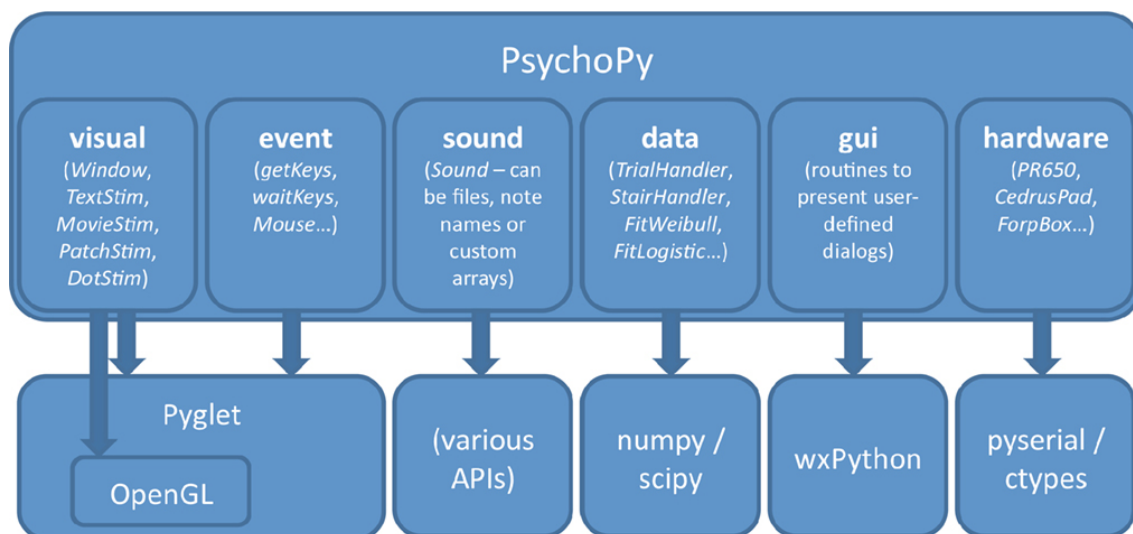 PsychoPy
visual
(Window,
TextStim,
MovieStim,
PatchStim,
DotStim)
event
(getKeys,
waitKeys,
Mouse…)
sound
(Sound – can
be files, note
names or
custom
arrays)
data
(TrialHandler,
StairHandler,
FitWeibull,
FitLogistic…)
gui
(routines to
present user-
defined
dialogs)
hardware
(PR650,
CedrusPad,
ForpBox…)
Pyglet
OpenGL
(various
APIs)
numpy /
scipy
wxPython
pyserial /
ctypes